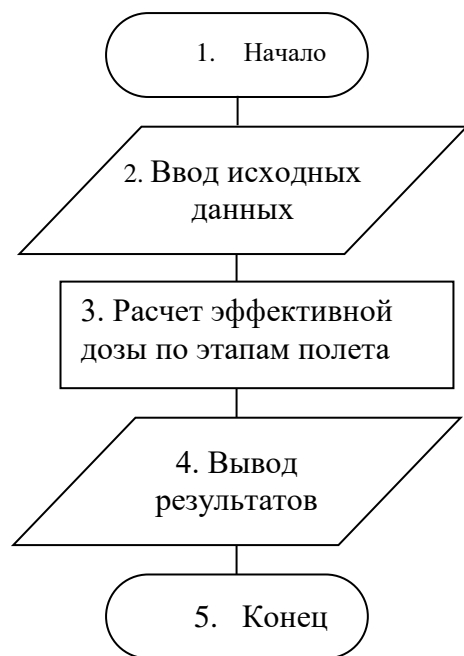 1. Начало
2. Ввод исходных
данных
3. Расчет эффективной
дозы по этапам полета
4. Вывод
результатов
5. Конец